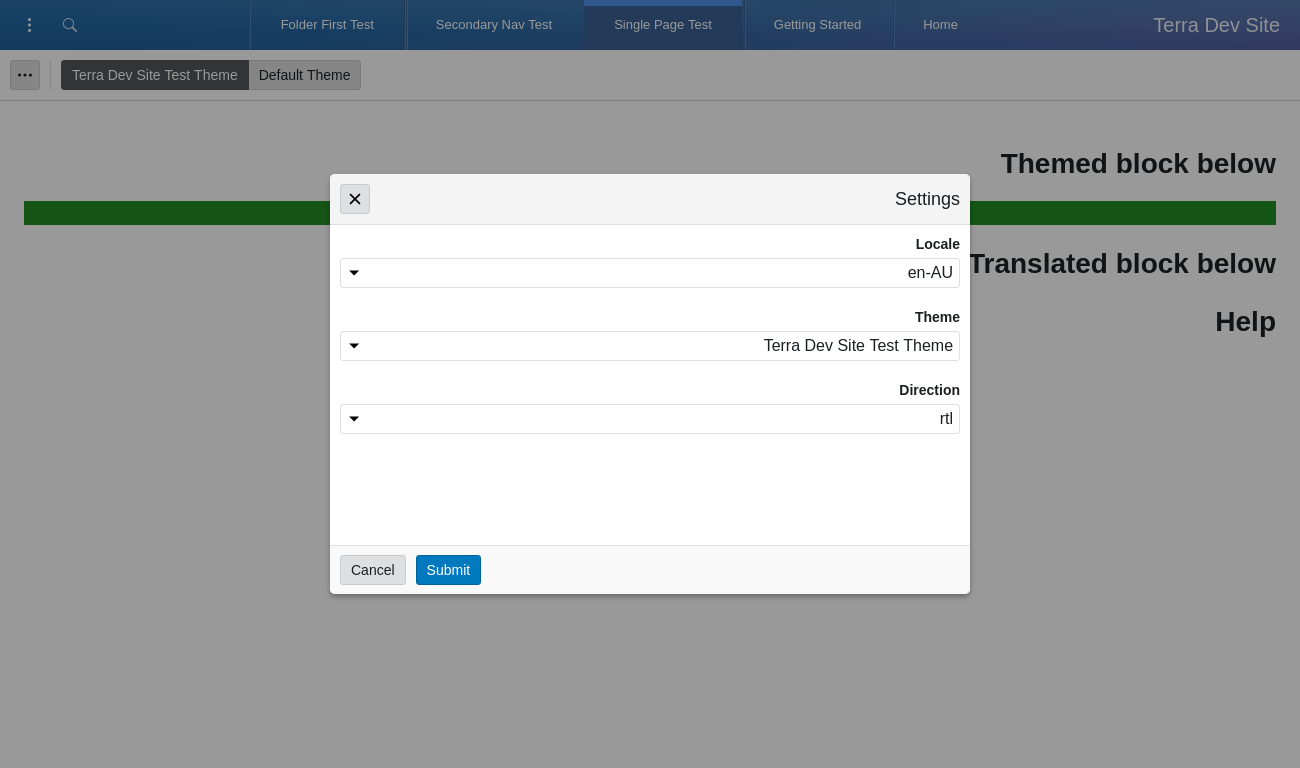 Folder First Test
Secondary Nav Test
Single Page Test
Getting Started
Home
Terra Dev Site
Terra Dev Site Test Theme
Default Theme
Themed block below
Translated block below
Help
Settings
Locale
en-AU
Theme
Terra Dev Site Test Theme
Direction
rtl
Cancel
Submit